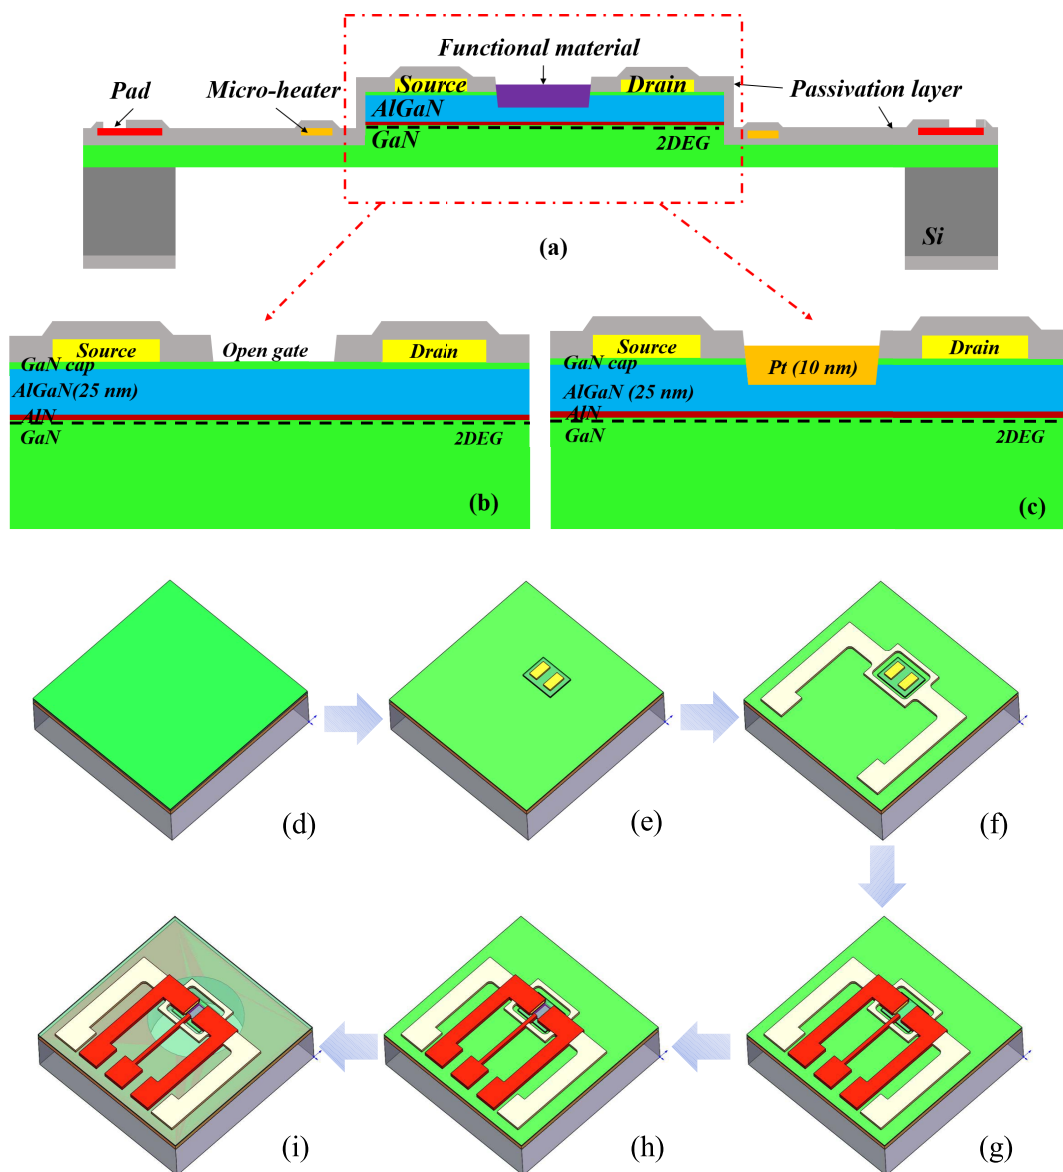 Functional material
Pad
Micro-heater
Source
Drain
Passivation layer
AlGaN
GaN
2DEG
Si
(a)
Source
Open gate
Drain
GaN cap
AlGaN(25 nm)
AlN
GaN
2DEG
(b)
Source
Pt (10 nm)
Drain
GaN cap
AlGaN (25 nm)
AlN
GaN
2DEG
(c)
(d)
(e)
(f)
(i)
(h)
(g)